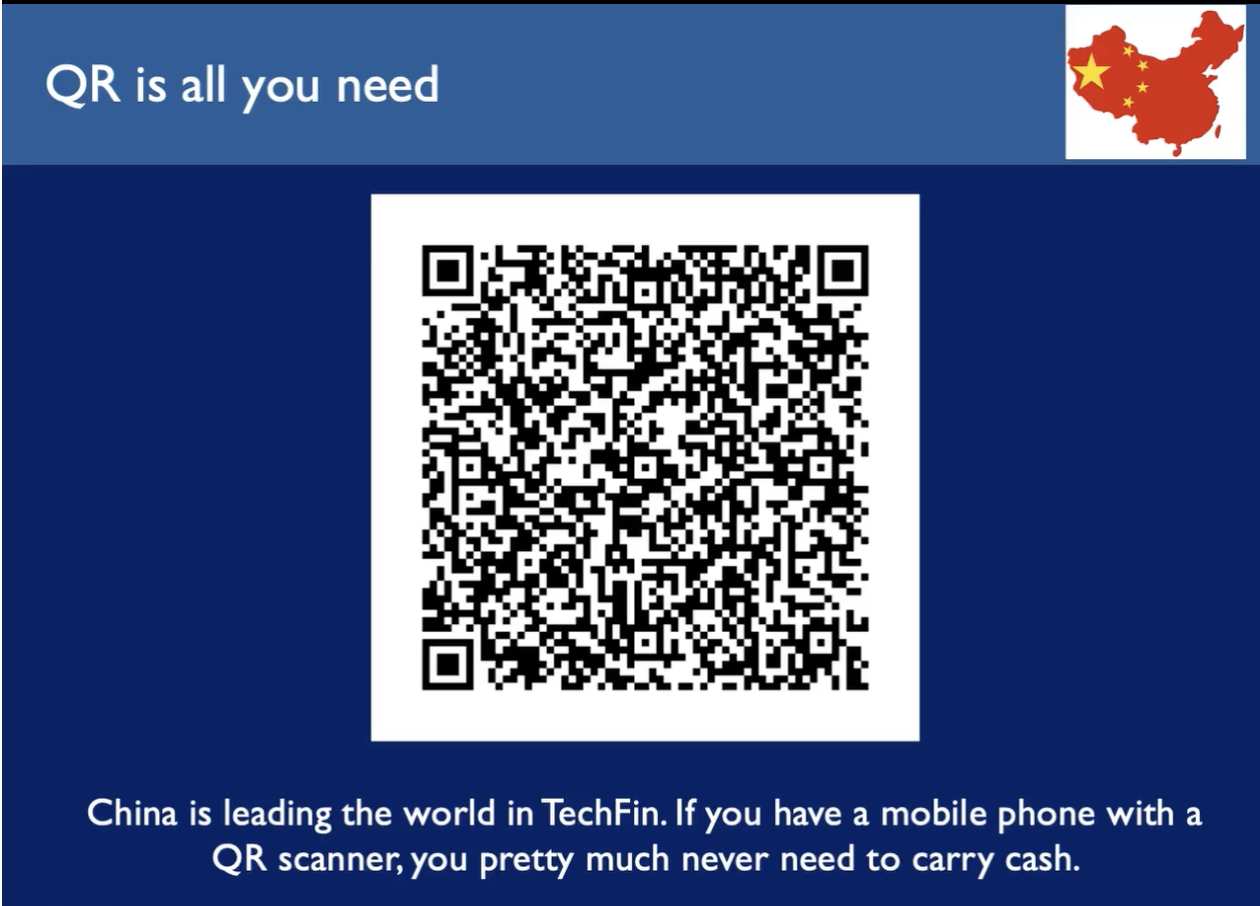 QR is all you need
China is leading the world in TechFin. If you have a mobile phone with a
QR scanner, you pretty much never need to carry cash.